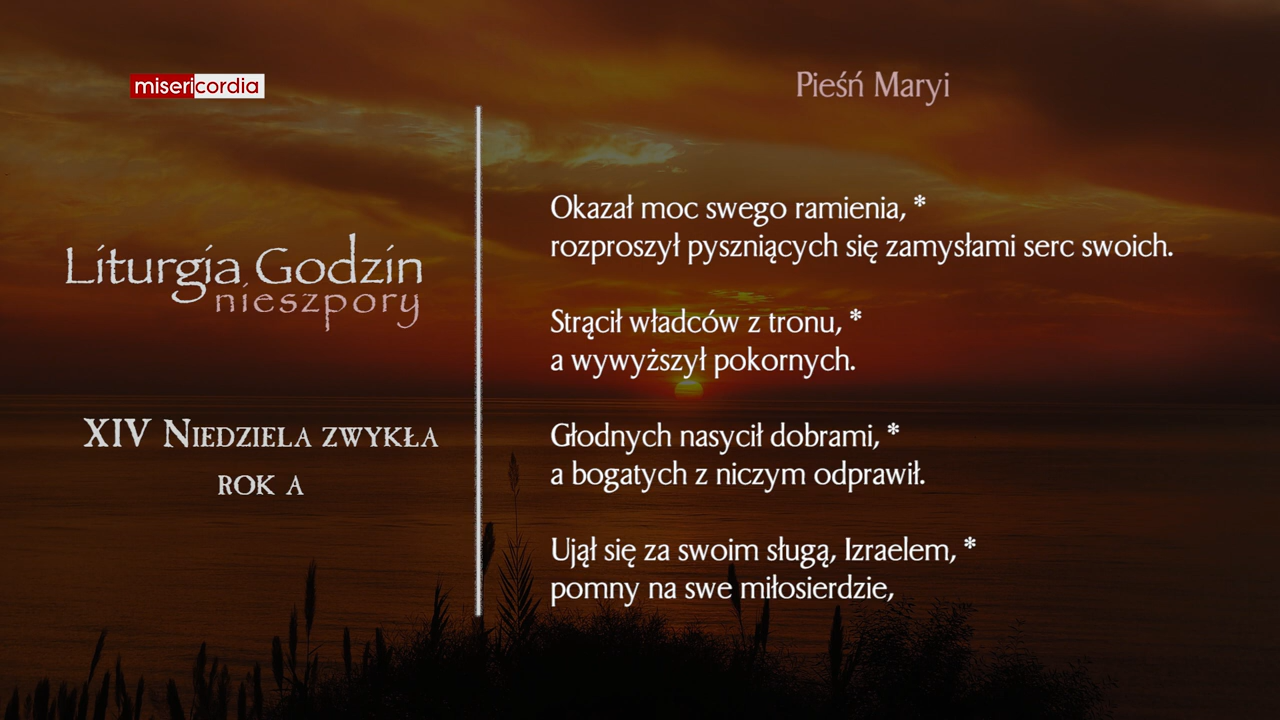 misericordia
Liturgia Godzin
nieszpory
XIV Niedziela zwykła
rok A
Pieśń Maryi
Okazał moc swego ramienia, *
rozproszył pyszniących się zamysłami serc swoich.
Strącił władców z tronu, *
a wywyższył pokornych.
Głodnych nasycił dobrami, *
a bogatych z niczym odprawił.
Ujął się za swoim sługą, Izraelem, *
pomny na swe miłosierdzie,